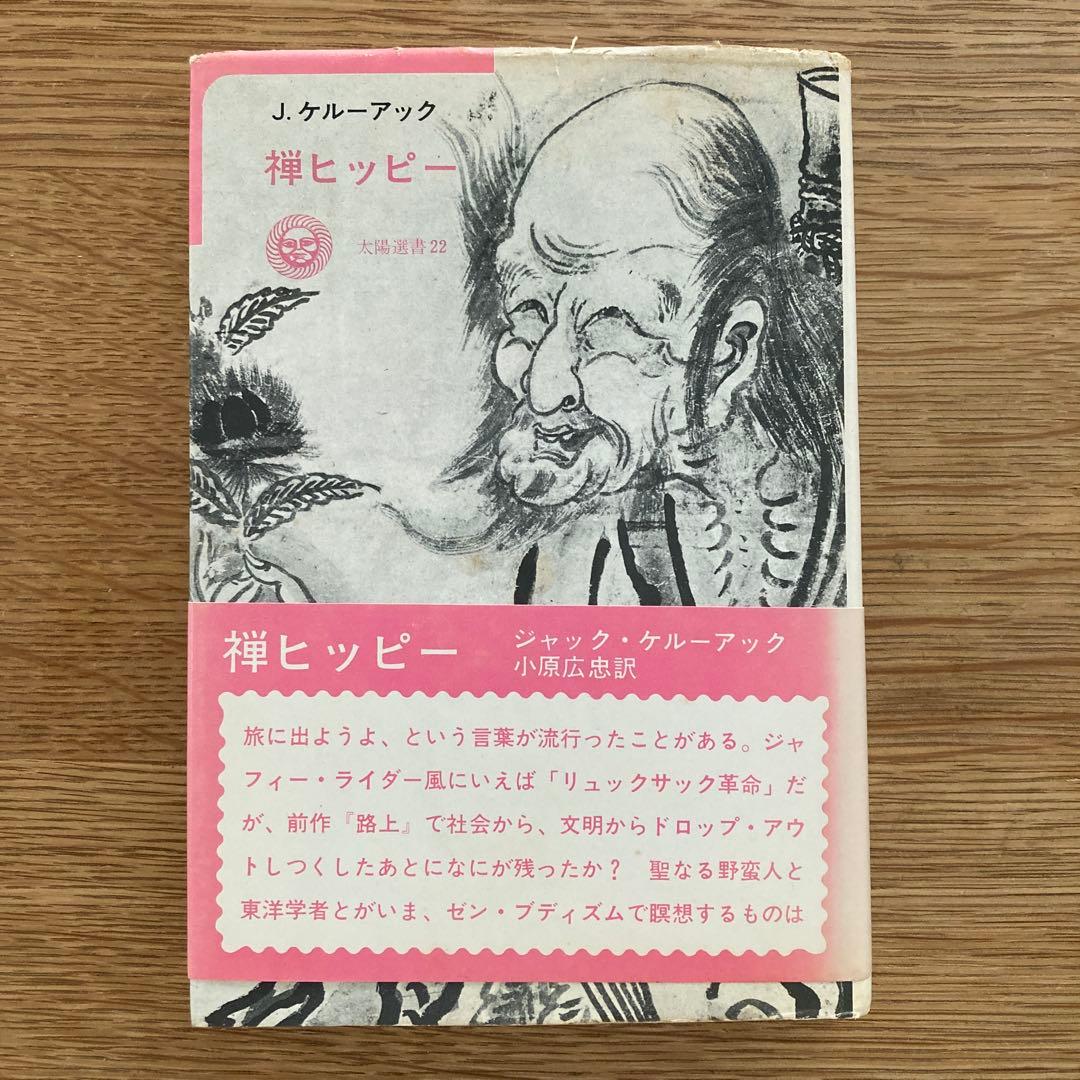 J. ケルーアック
禅ヒッピー
太陽選書22
禅ヒッピー
ジャック・ケルーアック
小原広忠訳
旅に出ようよ、という言葉が流行ったことがある。ジャ
フィー・ライダー風にいえば「リュックサック革命」だ
が、前作『路上』で社会から、文明からドロップ・アウ
トしつくしたあとになにが残ったか？　聖なる野蛮人と
東洋学者とがいま、ゼン・ブディズムで瞑想するものは